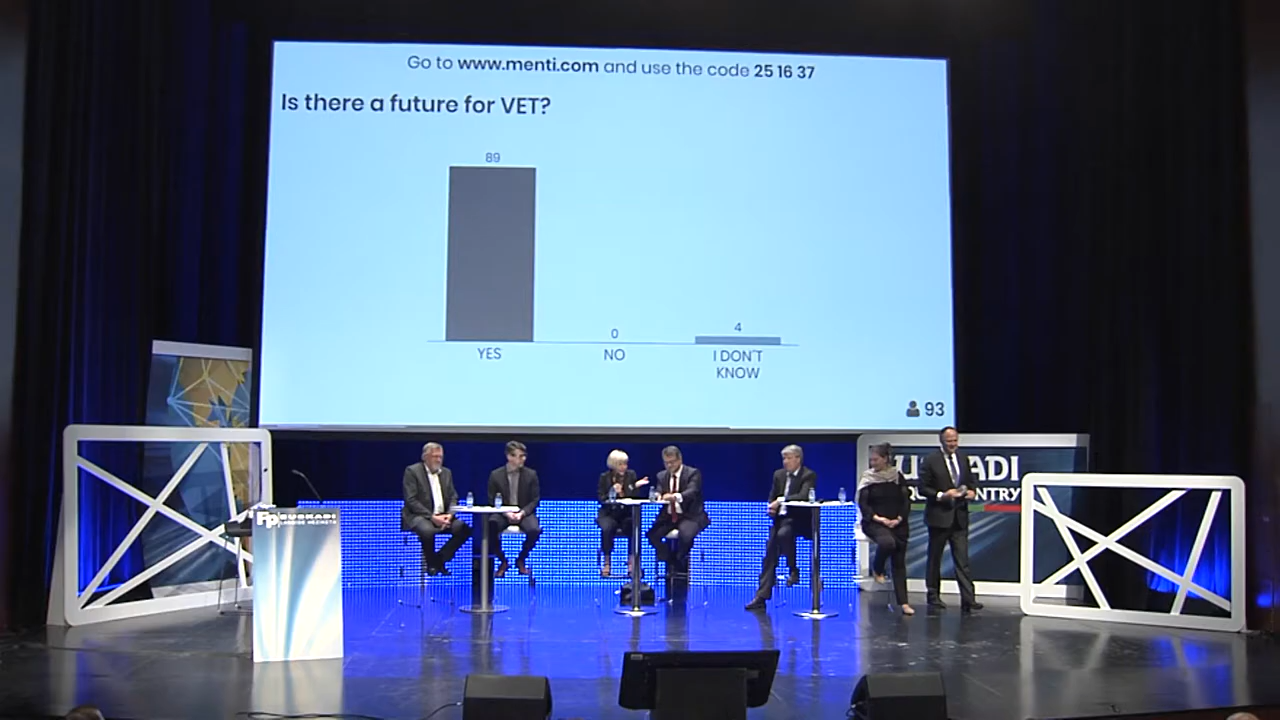 Go to www.menti.com and use the code 25 16 37
Is there a future for VET?
89
0
4
YES
NO
I DON'T
KNOW
93
EUSKADI